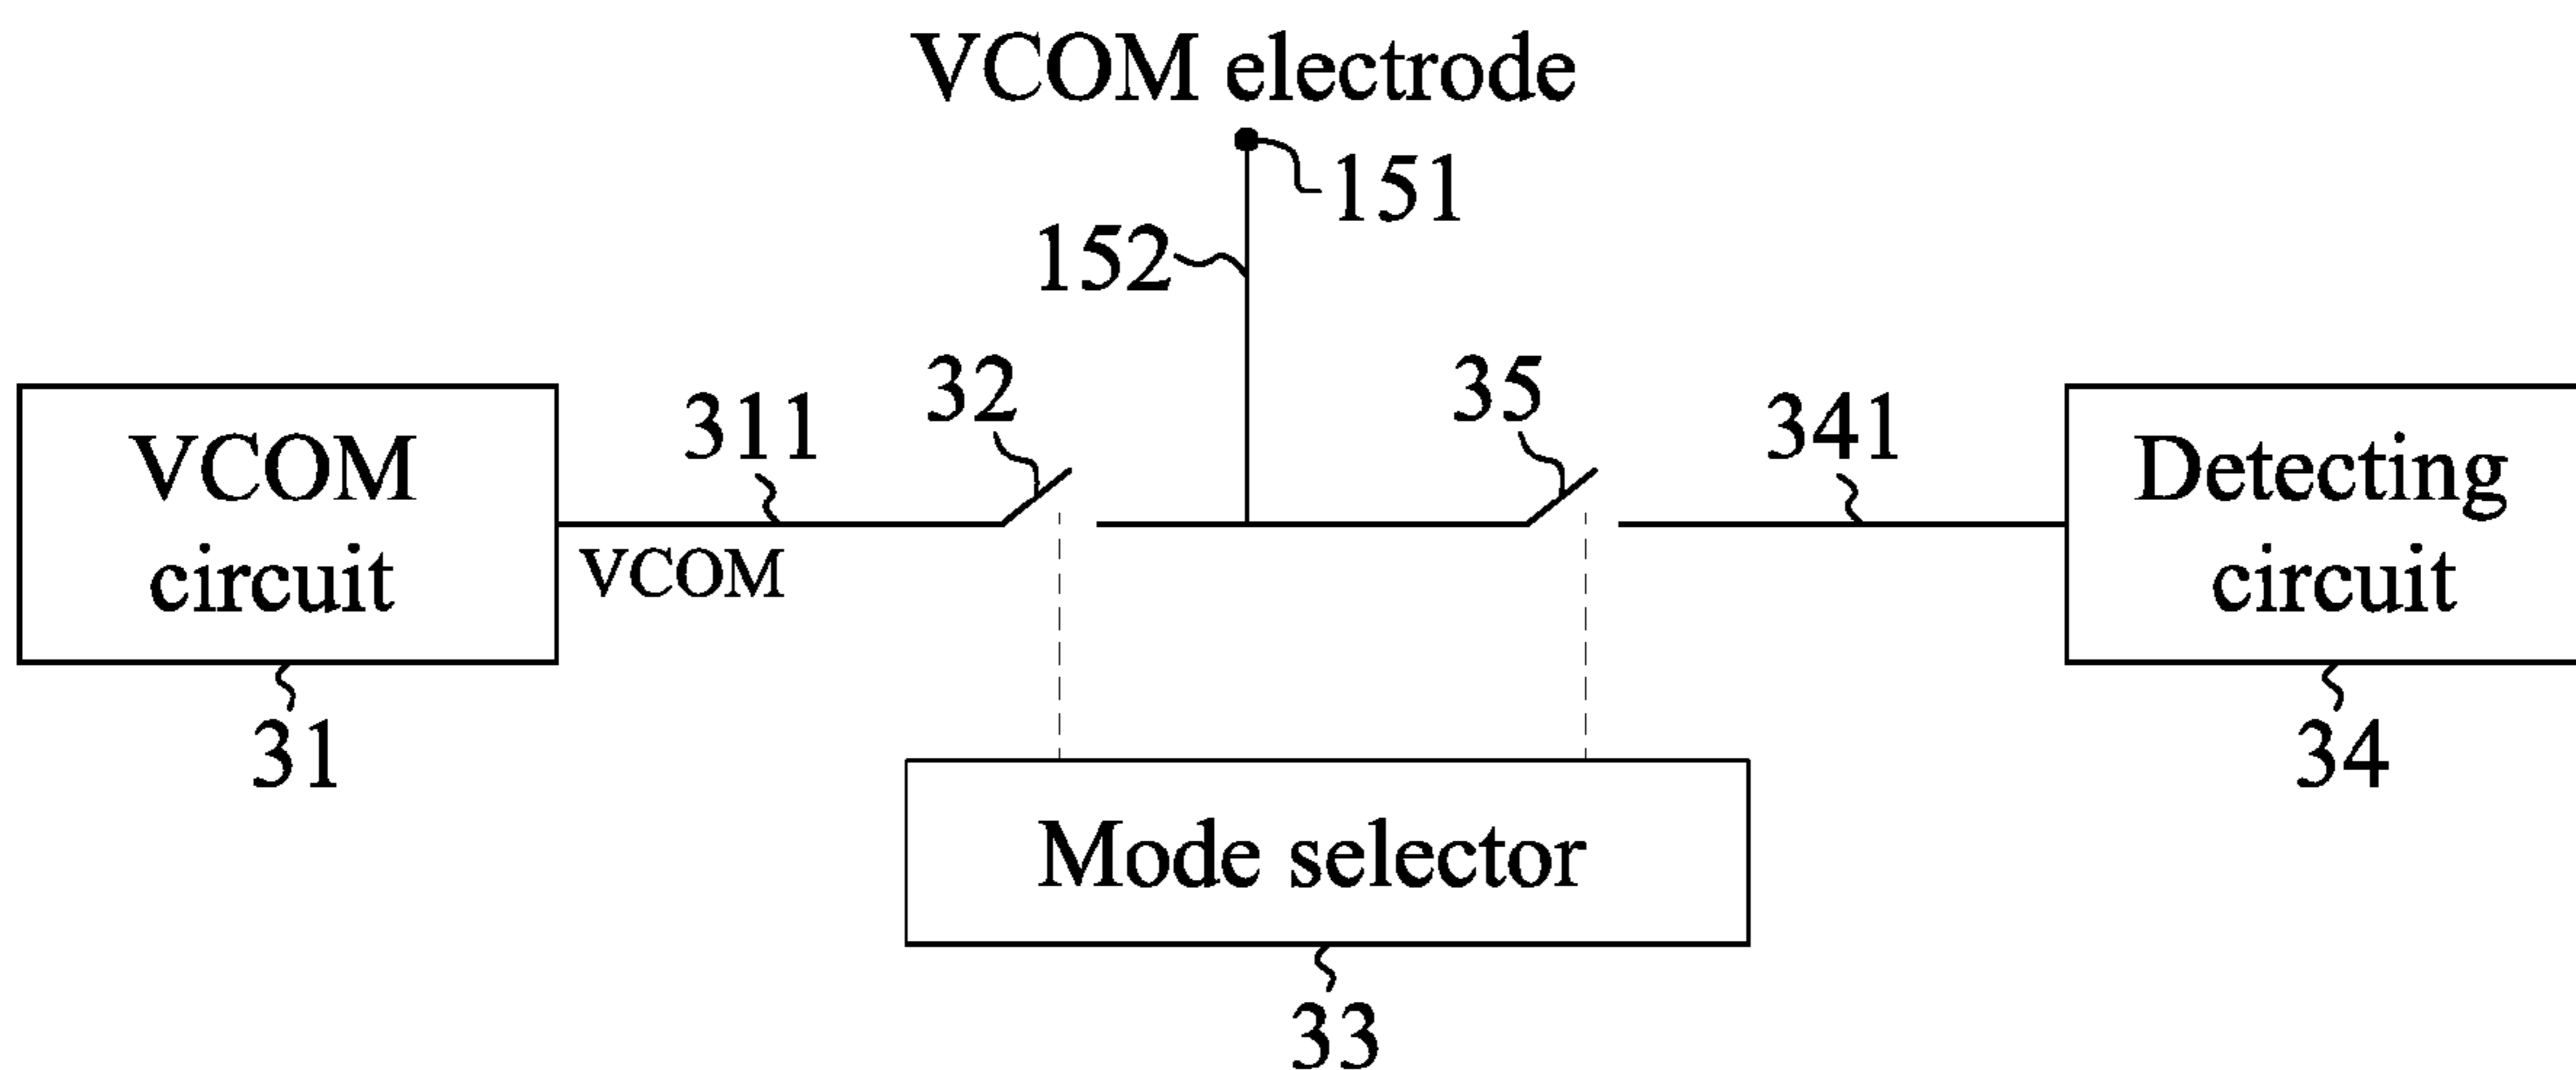 VCOM electrode
151
152
32
35
311
341
VCOM
circuit
VCOM
Detecting
circuit
31
34
Mode selector
33